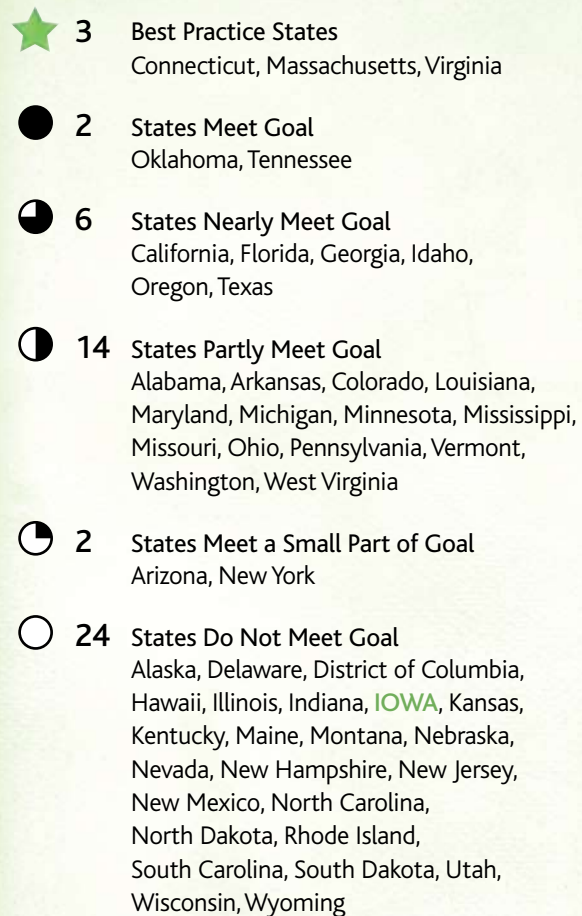 3 Best Practice States
Connecticut, Massachusetts, Virginia
2 States Meet Goal
Oklahoma, Tennessee
6 States Nearly Meet Goal
California, Florida, Georgia, Idaho,
Oregon, Texas
14 States Partly Meet Goal
Alabama, Arkansas, Colorado, Louisiana,
Maryland, Michigan, Minnesota, Mississippi,
Missouri, Ohio, Pennsylvania, Vermont,
Washington, West Virginia
2 States Meet a Small Part of Goal
Arizona, New York
24 States Do Not Meet Goal
Alaska, Delaware, District of Columbia,
Hawaii, Illinois, Indiana, IOWA, Kansas,
Kentucky, Maine, Montana, Nebraska,
Nevada, New Hampshire, New Jersey,
New Mexico, North Carolina,
North Dakota, Rhode Island,
South Carolina, South Dakota, Utah,
Wisconsin, Wyoming